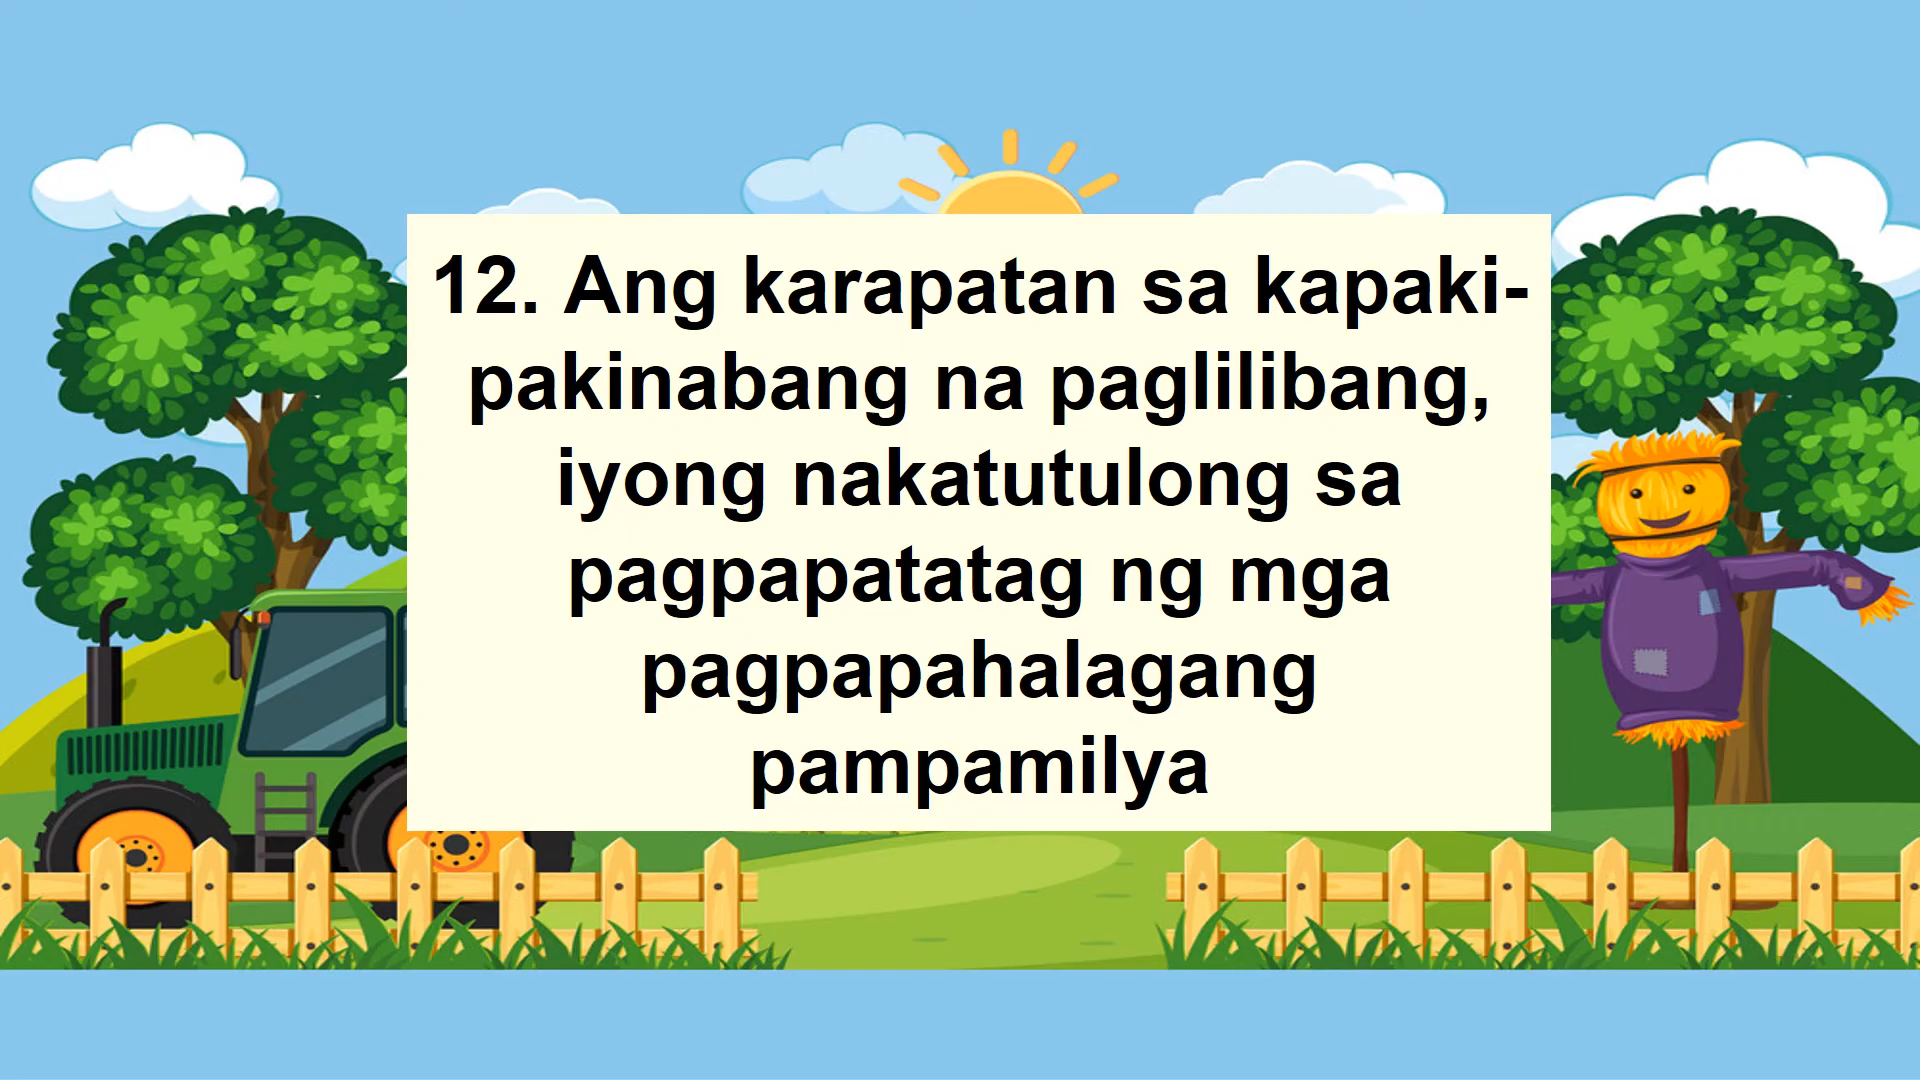 12. Ang karapatan sa kapaki-
pakinabang na paglilibang,
iyong nakatutulong sa
pagpapatatag ng mga
pagpapahalagang
pampamilya